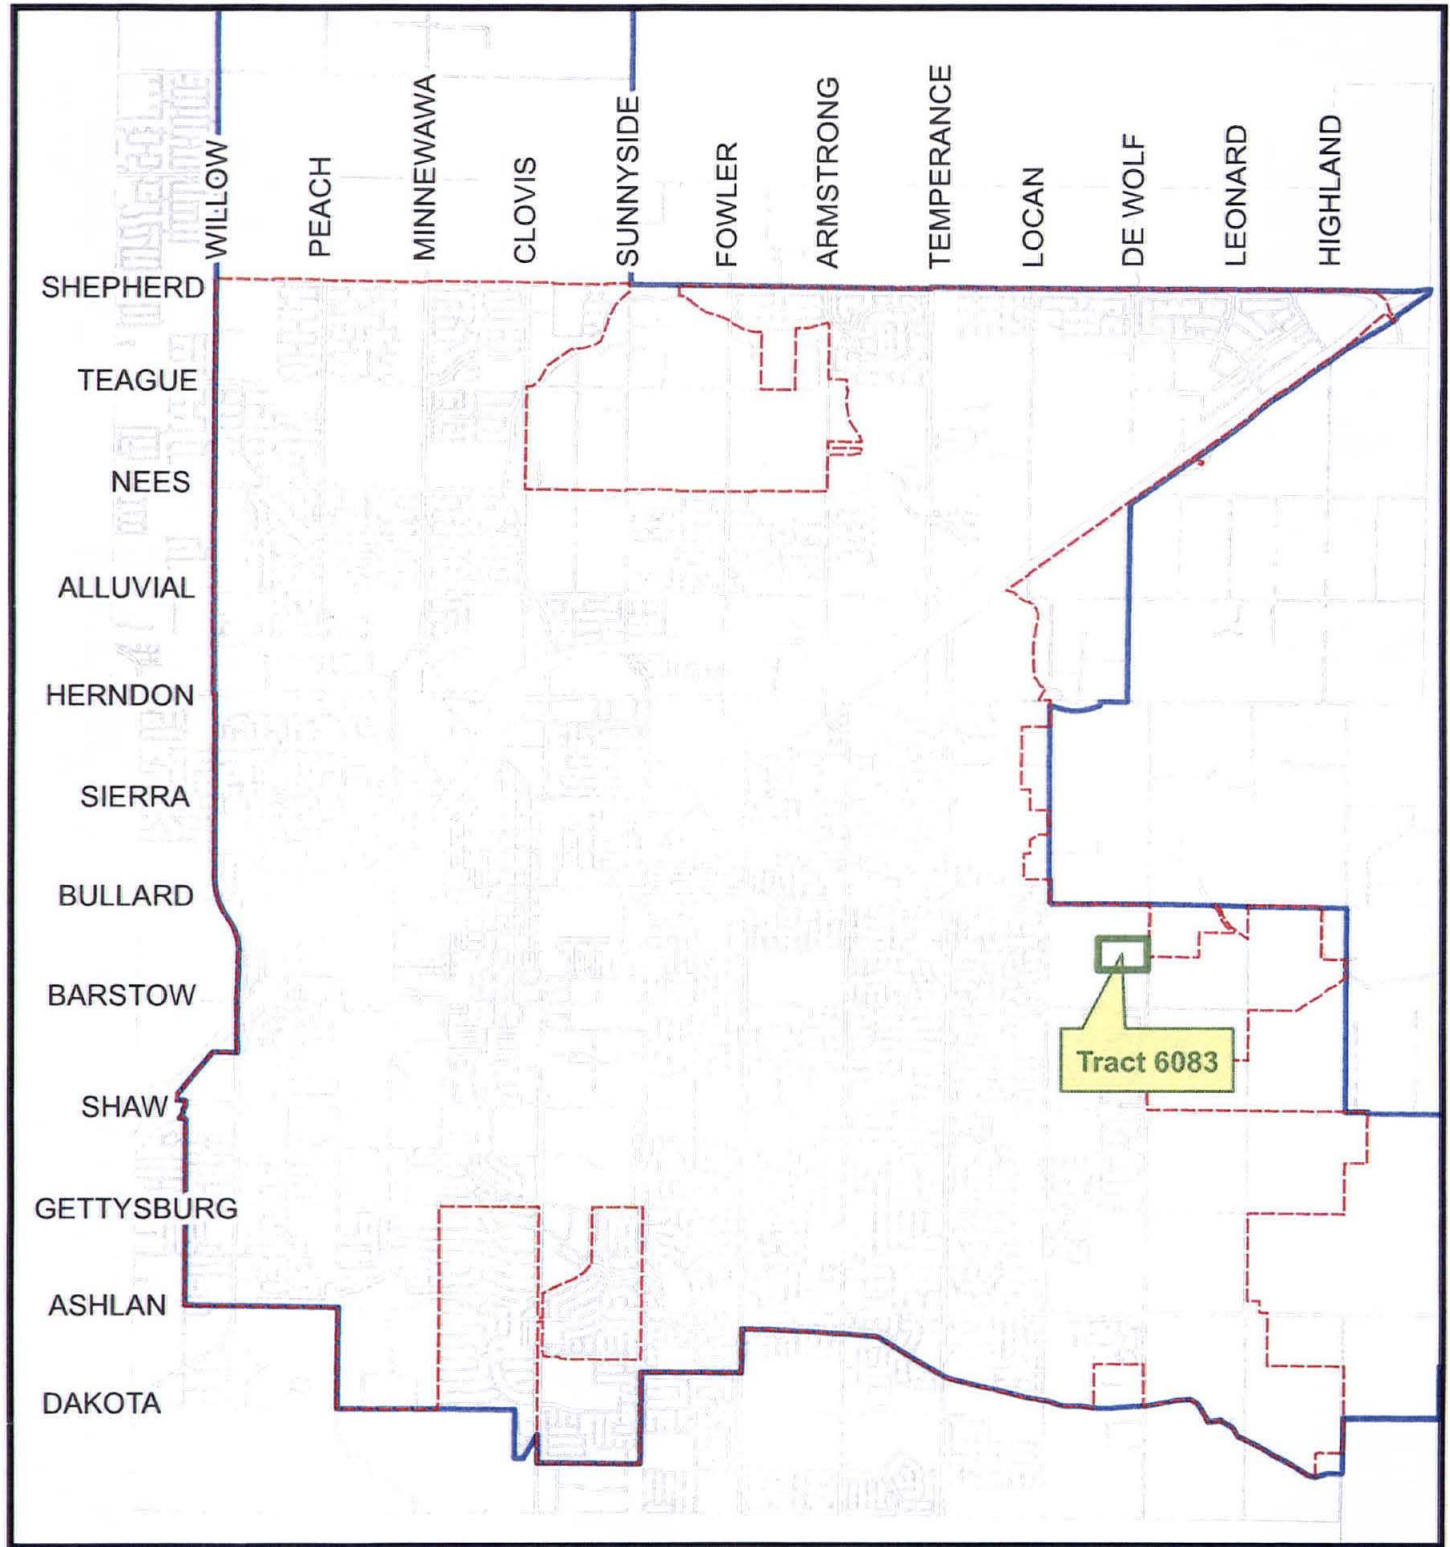 WILLOW
PEACH
MINNEWAWA
CLOVIS
SUNNYSIDE
FOWLER
ARMSTRONG
TEMPERANCE
LOCAN
DE WOLF
LEONARD
HIGHLAND
SHEPHERD
TEAGUE
NEES
ALLUVIAL
HERNDON
SIERRA
BULLARD
BARSTOW
SHAW
GETTYSBURG
ASHLAN
DAKOTA
Tract 6083